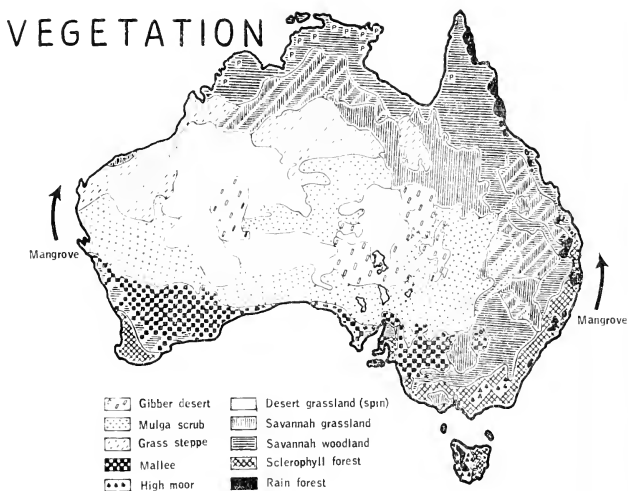 VEGETATION
P P P P P P P P P P
Mangrove
Mangrove
Gibber desert
Desert grassland (spin)
Mulga scrub
Savannah grassland
Grass steppe
Savannah woodland
Mallee
Sclerophyll forest
High moor
Rain forest